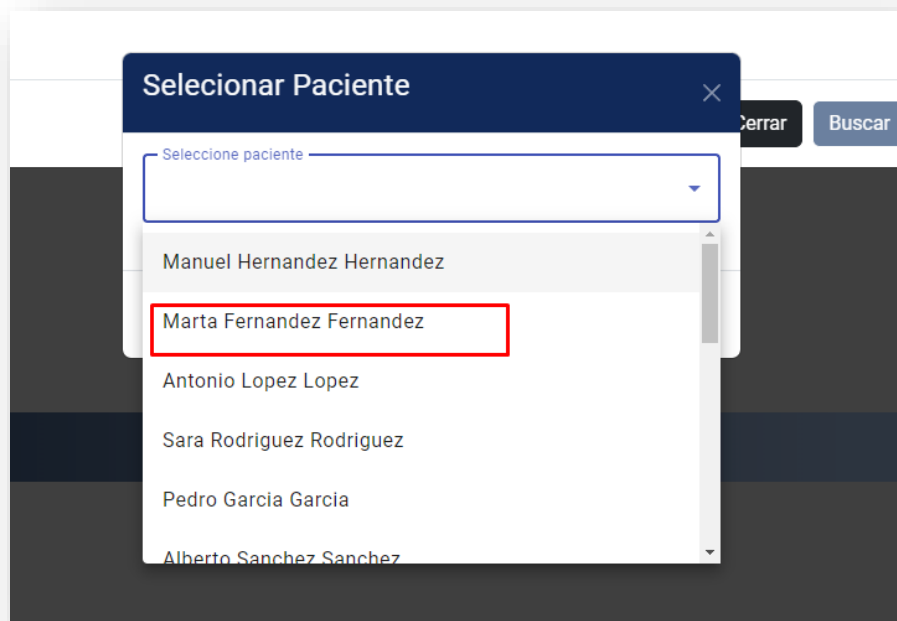 Selecionar Paciente
Cerrar
Buscar
Seleccione paciente
Manuel Hernandez Hernandez
Marta Fernandez Fernandez
Antonio Lopez Lopez
Sara Rodriguez Rodriguez
Pedro Garcia Garcia
Alberto Sanchez Sanchez